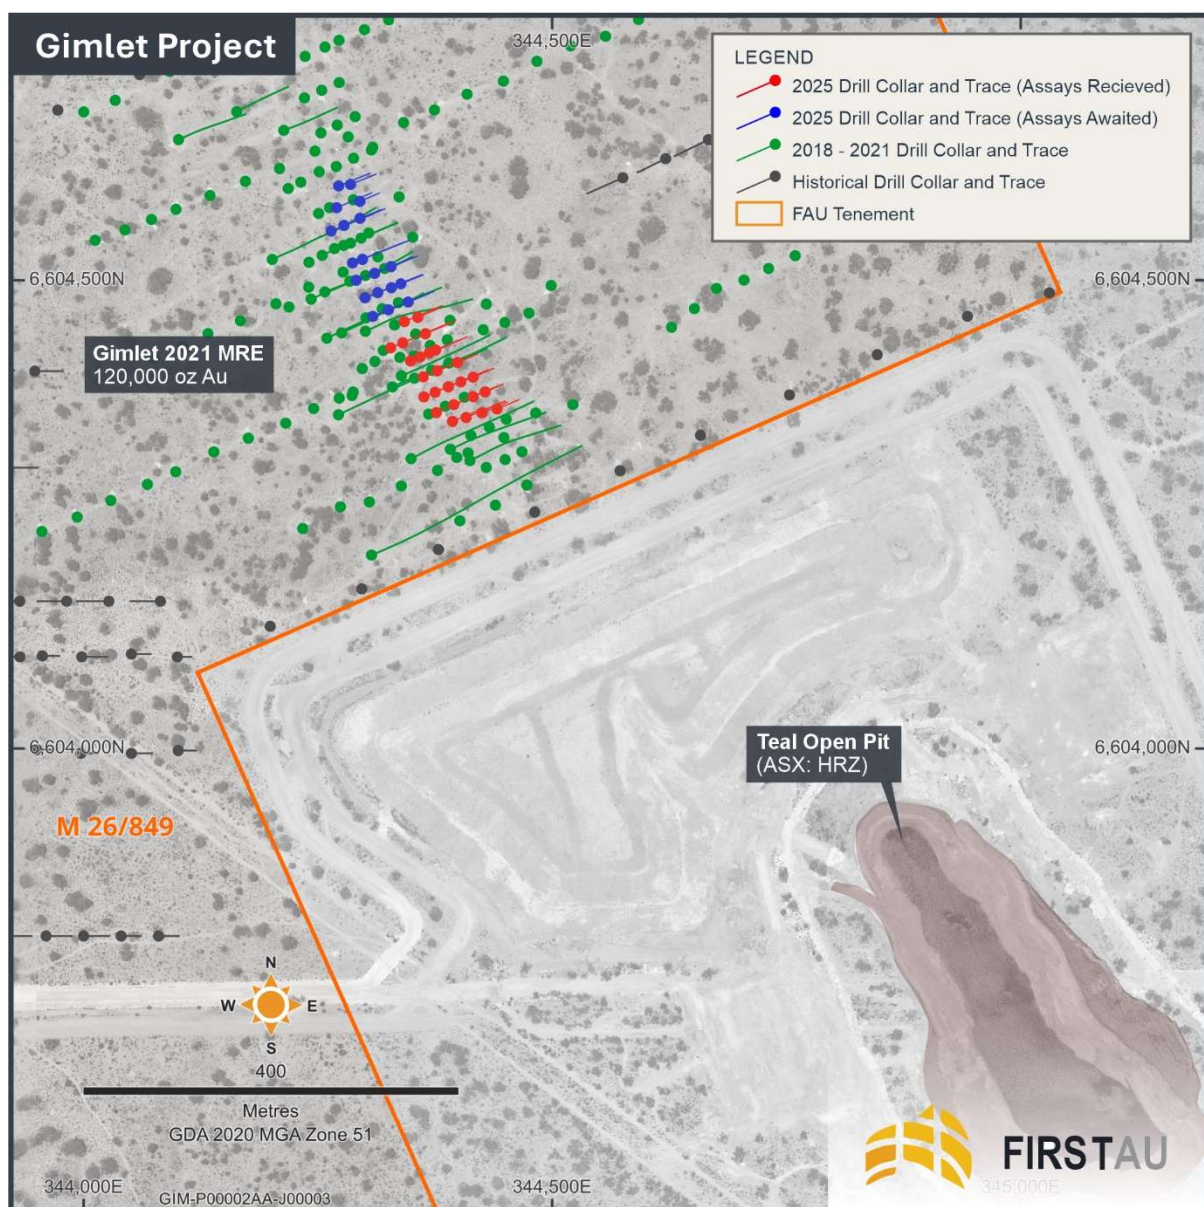 Gimlet Project
344,500E
LEGEND
2025 Drill Collar and Trace (Assays Recieved)
2025 Drill Collar and Trace (Assays Awaited)
2018 - 2021 Drill Collar and Trace
Historical Drill Collar and Trace
FAU Tenement
6,604,500N
6,604,500N
Gimlet 2021 MRE
120,000 oz Au
6,604,000N
6,604,000N
Teal Open Pit
(ASX: HRZ)
M 26/849
N
W E
S
400
Metres
GDA 2020 MGA Zone 51
FIRSTAU
344,000E
344,500E
345,000E
GIM-P00002AA-J00003